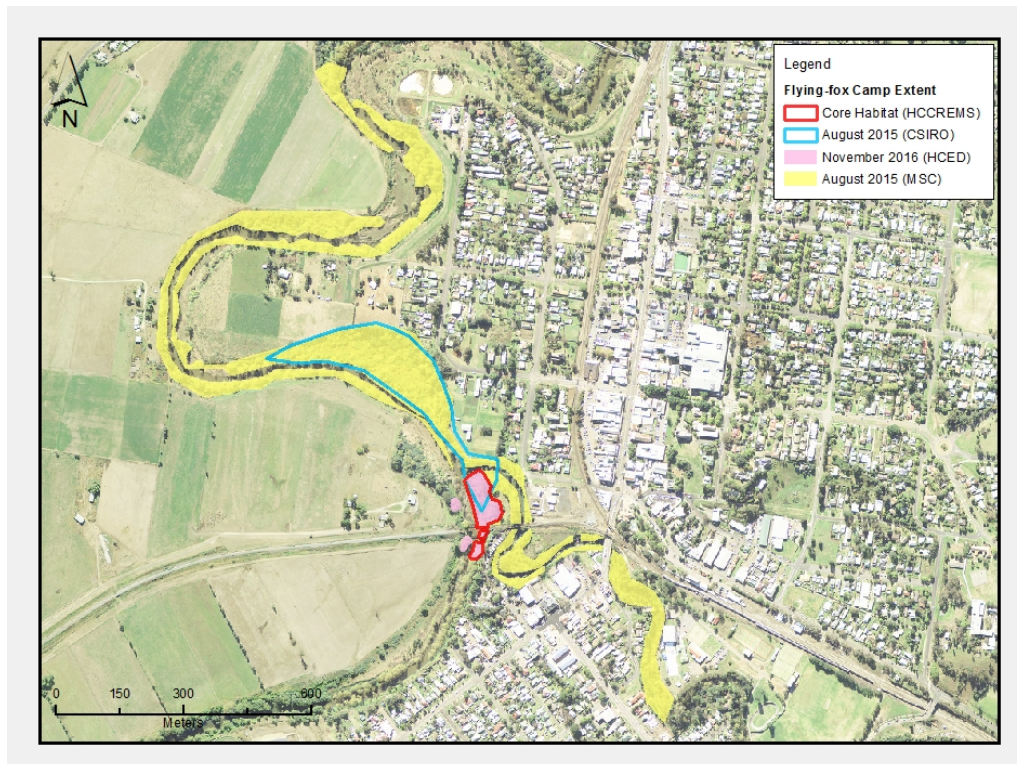 Legend
Flying-fox Camp Extent
Core Habitat (HCCREMS)
August 2015 (CSIRO)
November 2016 (HCED)
August 2015 (MSC)
N
0 150 300 600
Meters